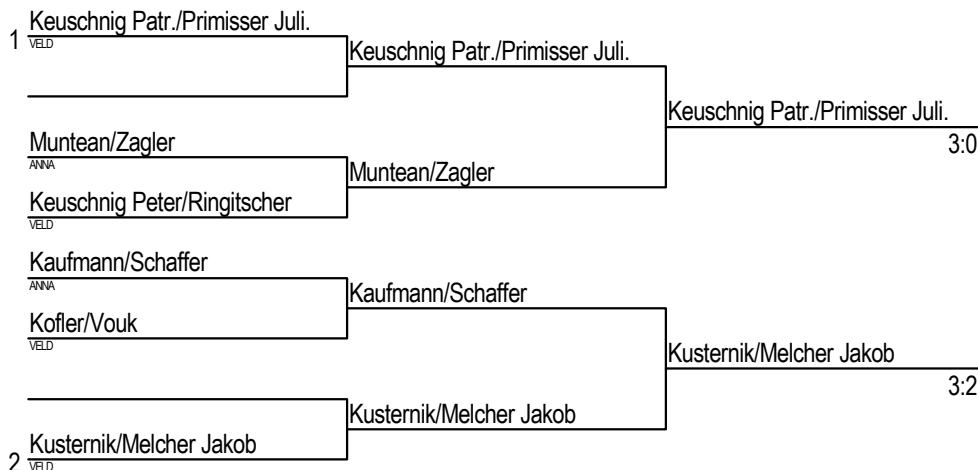 1 Keuschnig Patr./Primisser Juli.
VELD
Keuschnig Patr./Primisser Juli.
Keuschnig Patr./Primisser Juli.
3:0
Muntean/Zagler
ANNA
Muntean/Zagler
Keuschnig Peter/Ringitscher
VELD
Kaufmann/Schaffer
ANNA
Kaufmann/Schaffer
Kofler/Vouk
VELD
Kusternik/Melcher Jakob
3:2
Kusternik/Melcher Jakob
2 Kusternik/Melcher Jakob
VELD